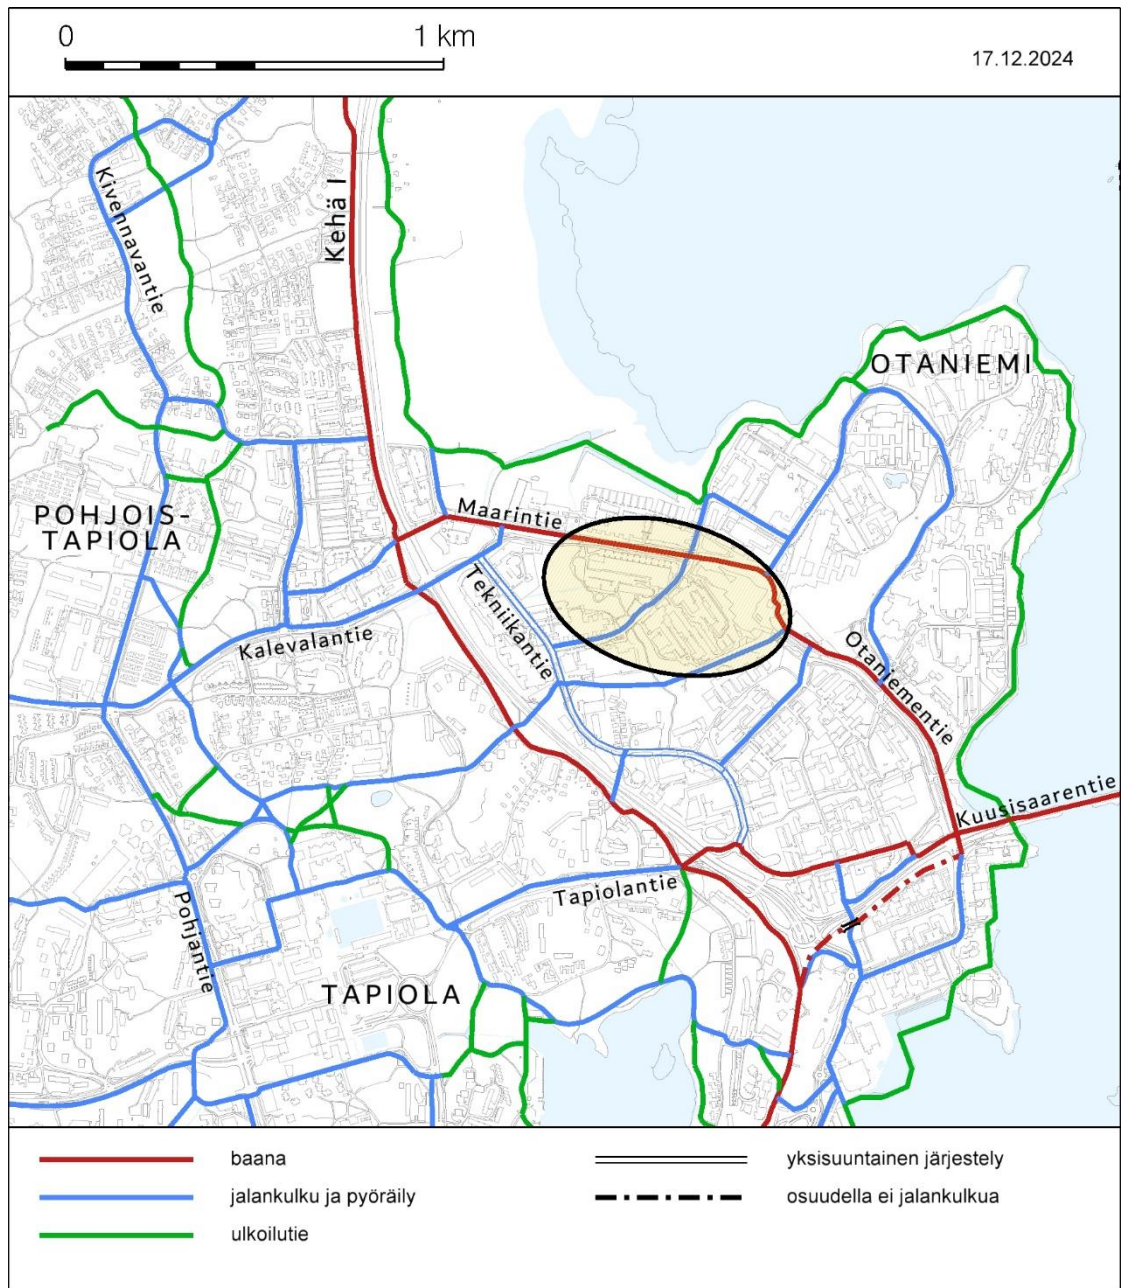 0
1 km
17.12.2024
Kivennavantie
Kehä I
OTANIEMI
POHJOIS-
TAPIOLA
Maarintie
Tekniikantie
Kalevalantie
Otaniementie
Kuusisaarentie
Tapiolantie
Pohjantie
TAPIOLA
baana
jalankulku ja pyöräily
ulkoilutie
yksisuuntainen järjestely
osuudella ei jalankulkua